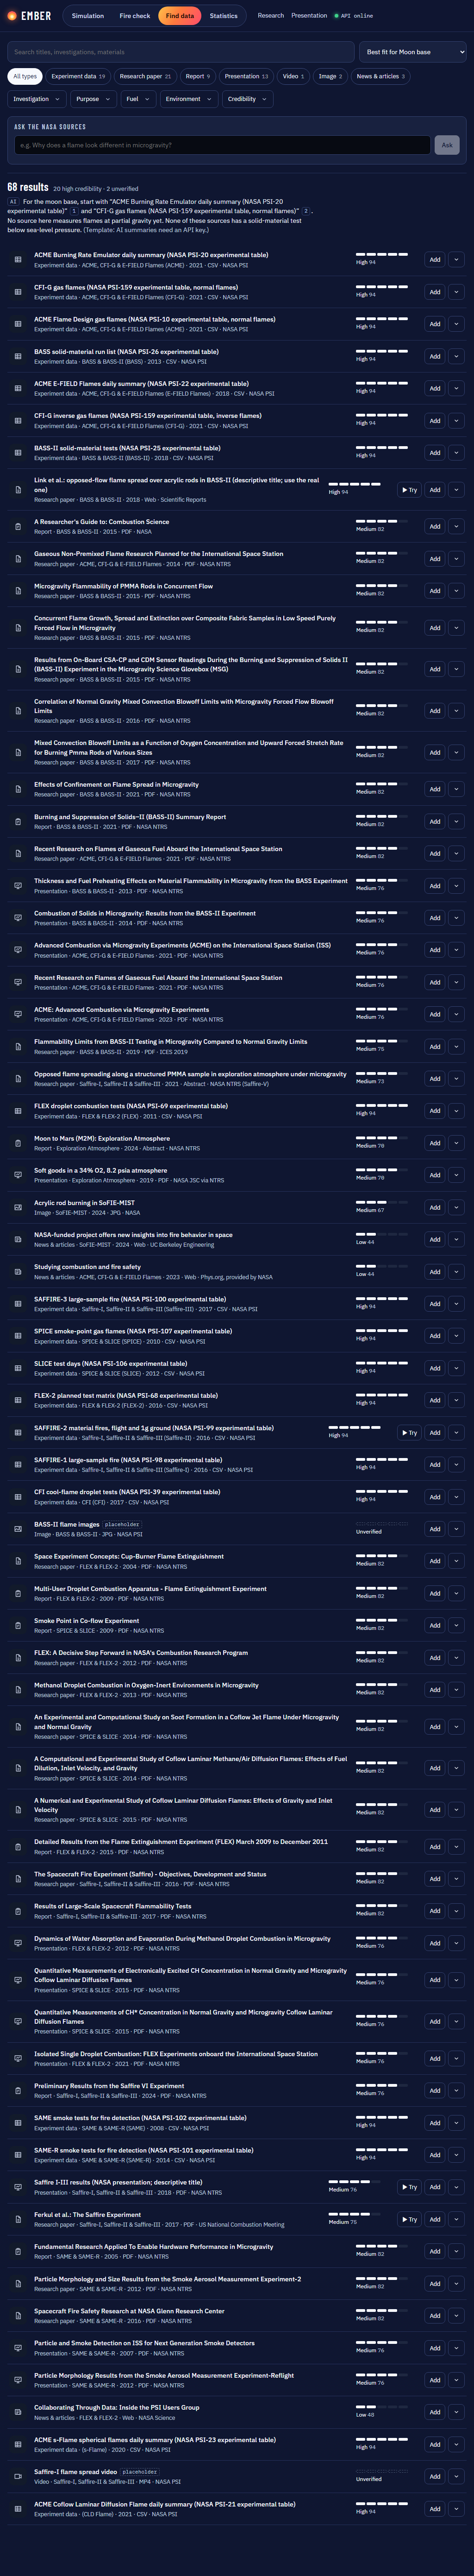 EMBER
Simulation Fire check Find data Statistics Research Presentation API online
Search titles, investigations, materials
Best fit for Moon base
All types Experiment data 19 Research paper 21 Report 9 Presentation 13 Video 1 Image 2 News & articles 3
Investigation Purpose Fuel Environment Credibility
ASK THE NASA SOURCES
e.g. Why does a flame look different in microgravity? Ask
68 results 20 high credibility · 2 unverified
AI For the moon base, start with "ACME Burning Rate Emulator daily summary (NASA PSI-20
experimental table)" 1 and "CFI-G gas flames (NASA PSI-159 experimental table, normal flames)" 2 .
No source here measures flames at partial gravity yet. None of these sources has a solid-material test
below sea-level pressure. (Template: AI summaries need an API key.)
ACME Burning Rate Emulator daily summary (NASA PSI-20 experimental table)
Experiment data · ACME, CFI-G & E-FIELD Flames (ACME) · 2021 · CSV · NASA PSI
High 94 Add
CFI-G gas flames (NASA PSI-159 experimental table, normal flames)
Experiment data · ACME, CFI-G & E-FIELD Flames (CFI-G) · 2021 · CSV · NASA PSI
High 94 Add
ACME Flame Design gas flames (NASA PSI-10 experimental table, normal flames)
Experiment data · ACME, CFI-G & E-FIELD Flames (ACME) · 2021 · CSV · NASA PSI
High 94 Add
BASS solid-material run list (NASA PSI-26 experimental table)
Experiment data · BASS & BASS-II (BASS) · 2013 · CSV · NASA PSI
High 94 Add
ACME E-FIELD Flames daily summary (NASA PSI-22 experimental table)
Experiment data · ACME, CFI-G & E-FIELD Flames (E-FIELD Flames) · 2018 · CSV · NASA PSI
High 94 Add
CFI-G inverse gas flames (NASA PSI-159 experimental table, inverse flames)
Experiment data · ACME, CFI-G & E-FIELD Flames (CFI-G) · 2021 · CSV · NASA PSI
High 94 Add
BASS-II solid-material tests (NASA PSI-25 experimental table)
Experiment data · BASS & BASS-II (BASS-II) · 2018 · CSV · NASA PSI
High 94 Add
Link et al.: opposed-flow flame spread over acrylic rods in BASS-II (descriptive title; use the real
one)
Research paper · BASS & BASS-II · 2018 · Web · Scientific Reports
High 94 Try Add
A Researcher's Guide to: Combustion Science
Report · BASS & BASS-II · 2015 · PDF · NASA
Medium 82 Add
Gaseous Non-Premixed Flame Research Planned for the International Space Station
Research paper · ACME, CFI-G & E-FIELD Flames · 2014 · PDF · NASA NTRS
Medium 82 Add
Microgravity Flammability of PMMA Rods in Concurrent Flow
Research paper · BASS & BASS-II · 2015 · PDF · NASA NTRS
Medium 82 Add
Concurrent Flame Growth, Spread and Extinction over Composite Fabric Samples in Low Speed Purely
Forced Flow in Microgravity
Research paper · BASS & BASS-II · 2015 · PDF · NASA NTRS
Medium 82 Add
Results from On-Board CSA-CP and CDM Sensor Readings During the Burning and Suppression of Solids II
(BASS-II) Experiment in the Microgravity Science Glovebox (MSG)
Research paper · BASS & BASS-II · 2015 · PDF · NASA NTRS
Medium 82 Add
Correlation of Normal Gravity Mixed Convection Blowoff Limits with Microgravity Forced Flow Blowoff
Limits
Research paper · BASS & BASS-II · 2016 · PDF · NASA NTRS
Medium 82 Add
Mixed Convection Blowoff Limits as a Function of Oxygen Concentration and Upward Forced Stretch Rate
for Burning Pmma Rods of Various Sizes
Research paper · BASS & BASS-II · 2017 · PDF · NASA NTRS
Medium 82 Add
Effects of Confinement on Flame Spread in Microgravity
Research paper · BASS & BASS-II · 2021 · PDF · NASA NTRS
Medium 82 Add
Burning and Suppression of Solids–II (BASS-II) Summary Report
Report · BASS & BASS-II · 2021 · PDF · NASA NTRS
Medium 82 Add
Recent Research on Flames of Gaseous Fuel Aboard the International Space Station
Research paper · ACME, CFI-G & E-FIELD Flames · 2021 · PDF · NASA NTRS
Medium 82 Add
Thickness and Fuel Preheating Effects on Material Flammability in Microgravity from the BASS Experiment
Presentation · BASS & BASS-II · 2013 · PDF · NASA NTRS
Medium 76 Add
Combustion of Solids in Microgravity: Results from the BASS-II Experiment
Presentation · BASS & BASS-II · 2014 · PDF · NASA NTRS
Medium 76 Add
Advanced Combustion via Microgravity Experiments (ACME) on the International Space Station (ISS)
Presentation · ACME, CFI-G & E-FIELD Flames · 2021 · PDF · NASA NTRS
Medium 76 Add
Recent Research on Flames of Gaseous Fuel Aboard the International Space Station
Presentation · ACME, CFI-G & E-FIELD Flames · 2021 · PDF · NASA NTRS
Medium 76 Add
ACME: Advanced Combustion via Microgravity Experiments
Presentation · ACME, CFI-G & E-FIELD Flames · 2023 · PDF · NASA NTRS
Medium 76 Add
Flammability Limits from BASS-II Testing in Microgravity Compared to Normal Gravity Limits
Research paper · BASS & BASS-II · 2019 · PDF · ICES 2019
Medium 75 Add
Opposed flame spreading along a structured PMMA sample in exploration atmosphere under microgravity
Research paper · Saffire-I, Saffire-II & Saffire-III · 2021 · Abstract · NASA NTRS (Saffire-V)
Medium 73 Add
FLEX droplet combustion tests (NASA PSI-69 experimental table)
Experiment data · FLEX & FLEX-2 (FLEX) · 2011 · CSV · NASA PSI
High 94 Add
Moon to Mars (M2M): Exploration Atmosphere
Report · Exploration Atmosphere · 2024 · Abstract · NASA NTRS
Medium 70 Add
Soft goods in a 34% O2, 8.2 psia atmosphere
Presentation · Exploration Atmosphere · 2019 · PDF · NASA JSC via NTRS
Medium 70 Add
Acrylic rod burning in SoFIE-MIST
Image · SoFIE-MIST · 2024 · JPG · NASA
Medium 67 Add
NASA-funded project offers new insights into fire behavior in space
News & articles · SoFIE-MIST · 2024 · Web · UC Berkeley Engineering
Low 44 Add
Studying combustion and fire safety
News & articles · ACME, CFI-G & E-FIELD Flames · 2023 · Web · Phys.org, provided by NASA
Low 44 Add
SAFFIRE-3 large-sample fire (NASA PSI-100 experimental table)
Experiment data · Saffire-I, Saffire-II & Saffire-III (Saffire-III) · 2017 · CSV · NASA PSI
High 94 Add
SPICE smoke-point gas flames (NASA PSI-107 experimental table)
Experiment data · SPICE & SLICE (SPICE) · 2010 · CSV · NASA PSI
High 94 Add
SLICE test days (NASA PSI-106 experimental table)
Experiment data · SPICE & SLICE (SLICE) · 2012 · CSV · NASA PSI
High 94 Add
FLEX-2 planned test matrix (NASA PSI-68 experimental table)
Experiment data · FLEX & FLEX-2 (FLEX-2) · 2016 · CSV · NASA PSI
High 94 Add
SAFFIRE-2 material fires, flight and 1g ground (NASA PSI-99 experimental table)
Experiment data · Saffire-I, Saffire-II & Saffire-III (Saffire-II) · 2016 · CSV · NASA PSI
High 94 Try Add
SAFFIRE-1 large-sample fire (NASA PSI-98 experimental table)
Experiment data · Saffire-I, Saffire-II & Saffire-III (Saffire-I) · 2016 · CSV · NASA PSI
High 94 Add
CFI cool-flame droplet tests (NASA PSI-39 experimental table)
Experiment data · CFI (CFI) · 2017 · CSV · NASA PSI
High 94 Add
BASS-II flame images placeholder
Image · BASS & BASS-II · JPG · NASA PSI
Unverified Add
Space Experiment Concepts: Cup-Burner Flame Extinguishment
Research paper · FLEX & FLEX-2 · 2004 · PDF · NASA NTRS
Medium 82 Add
Multi-User Droplet Combustion Apparatus - Flame Extinguishment Experiment
Report · FLEX & FLEX-2 · 2009 · PDF · NASA NTRS
Medium 82 Add
Smoke Point in Co-flow Experiment
Report · SPICE & SLICE · 2009 · PDF · NASA NTRS
Medium 82 Add
FLEX: A Decisive Step Forward in NASA's Combustion Research Program
Research paper · FLEX & FLEX-2 · 2012 · PDF · NASA NTRS
Medium 82 Add
Methanol Droplet Combustion in Oxygen-Inert Environments in Microgravity
Research paper · FLEX & FLEX-2 · 2013 · PDF · NASA NTRS
Medium 82 Add
An Experimental and Computational Study on Soot Formation in a Coflow Jet Flame Under Microgravity
and Normal Gravity
Research paper · SPICE & SLICE · 2014 · PDF · NASA NTRS
Medium 82 Add
A Computational and Experimental Study of Coflow Laminar Methane/Air Diffusion Flames: Effects of Fuel
Dilution, Inlet Velocity, and Gravity
Research paper · SPICE & SLICE · 2014 · PDF · NASA NTRS
Medium 82 Add
A Numerical and Experimental Study of Coflow Laminar Diffusion Flames: Effects of Gravity and Inlet
Velocity
Research paper · SPICE & SLICE · 2015 · PDF · NASA NTRS
Medium 82 Add
Detailed Results from the Flame Extinguishment Experiment (FLEX) March 2009 to December 2011
Report · FLEX & FLEX-2 · 2015 · PDF · NASA NTRS
Medium 82 Add
The Spacecraft Fire Experiment (Saffire) - Objectives, Development and Status
Research paper · Saffire-I, Saffire-II & Saffire-III · 2016 · PDF · NASA NTRS
Medium 82 Add
Results of Large-Scale Spacecraft Flammability Tests
Report · Saffire-I, Saffire-II & Saffire-III · 2017 · PDF · NASA NTRS
Medium 82 Add
Dynamics of Water Absorption and Evaporation During Methanol Droplet Combustion in Microgravity
Presentation · FLEX & FLEX-2 · 2012 · PDF · NASA NTRS
Medium 76 Add
Quantitative Measurements of Electronically Excited CH Concentration in Normal Gravity and Microgravity
Coflow Laminar Diffusion Flames
Presentation · SPICE & SLICE · 2015 · PDF · NASA NTRS
Medium 76 Add
Quantitative Measurements of CH* Concentration in Normal Gravity and Microgravity Coflow Laminar
Diffusion Flames
Presentation · SPICE & SLICE · 2015 · PDF · NASA NTRS
Medium 76 Add
Isolated Single Droplet Combustion: FLEX Experiments onboard the International Space Station
Presentation · FLEX & FLEX-2 · 2021 · PDF · NASA NTRS
Medium 76 Add
Preliminary Results from the Saffire VI Experiment
Report · Saffire-I, Saffire-II & Saffire-III · 2024 · PDF · NASA NTRS
Medium 76 Add
SAME smoke tests for fire detection (NASA PSI-102 experimental table)
Experiment data · SAME & SAME-R (SAME) · 2008 · CSV · NASA PSI
High 94 Add
SAME-R smoke tests for fire detection (NASA PSI-101 experimental table)
Experiment data · SAME & SAME-R (SAME-R) · 2014 · CSV · NASA PSI
High 94 Add
Saffire I-III results (NASA presentation; descriptive title)
Presentation · Saffire-I, Saffire-II & Saffire-III · 2018 · PDF · NASA NTRS
Medium 76 Try Add
Ferkul et al.: The Saffire Experiment
Research paper · Saffire-I, Saffire-II & Saffire-III · 2017 · PDF · US National Combustion Meeting
Medium 75 Try Add
Fundamental Research Applied To Enable Hardware Performance in Microgravity
Report · SAME & SAME-R · 2005 · PDF · NASA NTRS
Medium 82 Add
Particle Morphology and Size Results from the Smoke Aerosol Measurement Experiment-2
Research paper · SAME & SAME-R · 2012 · PDF · NASA NTRS
Medium 82 Add
Spacecraft Fire Safety Research at NASA Glenn Research Center
Research paper · SAME & SAME-R · 2016 · PDF · NASA NTRS
Medium 82 Add
Particle and Smoke Detection on ISS for Next Generation Smoke Detectors
Presentation · SAME & SAME-R · 2007 · PDF · NASA NTRS
Medium 76 Add
Particle Morphology Results from the Smoke Aerosol Measurement Experiment-Reflight
Presentation · SAME & SAME-R · 2012 · PDF · NASA NTRS
Medium 76 Add
Collaborating Through Data: Inside the PSI Users Group
News & articles · FLEX & FLEX-2 · Web · NASA Science
Low 48 Add
ACME s-Flame spherical flames daily summary (NASA PSI-23 experimental table)
Experiment data · (s-Flame) · 2020 · CSV · NASA PSI
High 94 Add
Saffire-I flame spread video placeholder
Video · Saffire-I, Saffire-II & Saffire-III · MP4 · NASA PSI
Unverified Add
ACME Coflow Laminar Diffusion Flame daily summary (NASA PSI-21 experimental table)
Experiment data · (CLD Flame) · 2021 · CSV · NASA PSI
High 94 Add